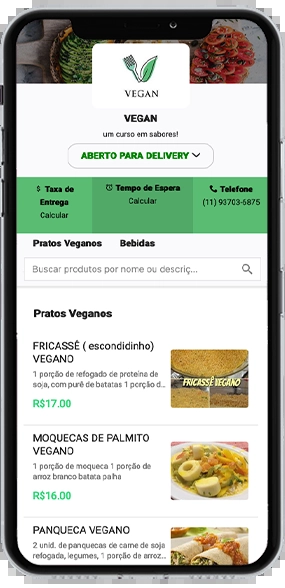 VEGAN
VEGAN
um curso em sabores!
ABERTO PARA DELIVERY
$ Taxa de
Entrega
Calcular
Tempo de Espera
Calcular
Telefone
(11) 93703-6875
Pratos Veganos Bebidas
Buscar produtos por nome ou descriç...
Pratos Veganos
FRICASSÊ ( escondidinho)
VEGANO
1 porção de refogado de proteina de
soja, com purê de batatas 1 porção d...
R$17.00
FRICASSÊ VEGANO
MOQUECAS DE PALMITO
VEGANO
1 porção de moqueca 1 porção de
arroz branco batata palha
R$16.00
PANQUECA VEGANO
2 unid. de panquecas de carne de soja
refogada, legumes, 1 porção de arroz...